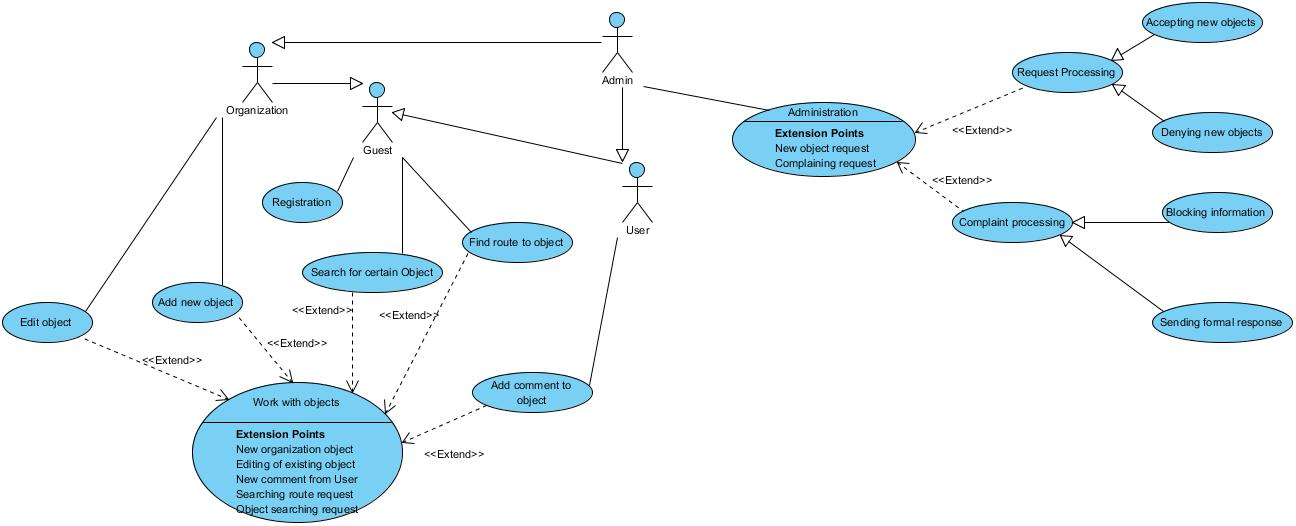 Accepting new objects
Admin
Request Processing
Organization
Administration
Extension Points
New object request
Complaining request
<<Extend>>
Denying new objects
Guest
<<Extend>>
Registration
User
Complaint processing
Blocking information
Find route to object
Search for certain Object
Add new object
<<Extend>>
<<Extend>>
Edit object
Sending formal response
<<Extend>>
<<Extend>>
Add comment to
object
Work with objects
Extension Points
New organization object
Editing of existing object
New comment from User
Searching route request
Object searching request
<<Extend>>